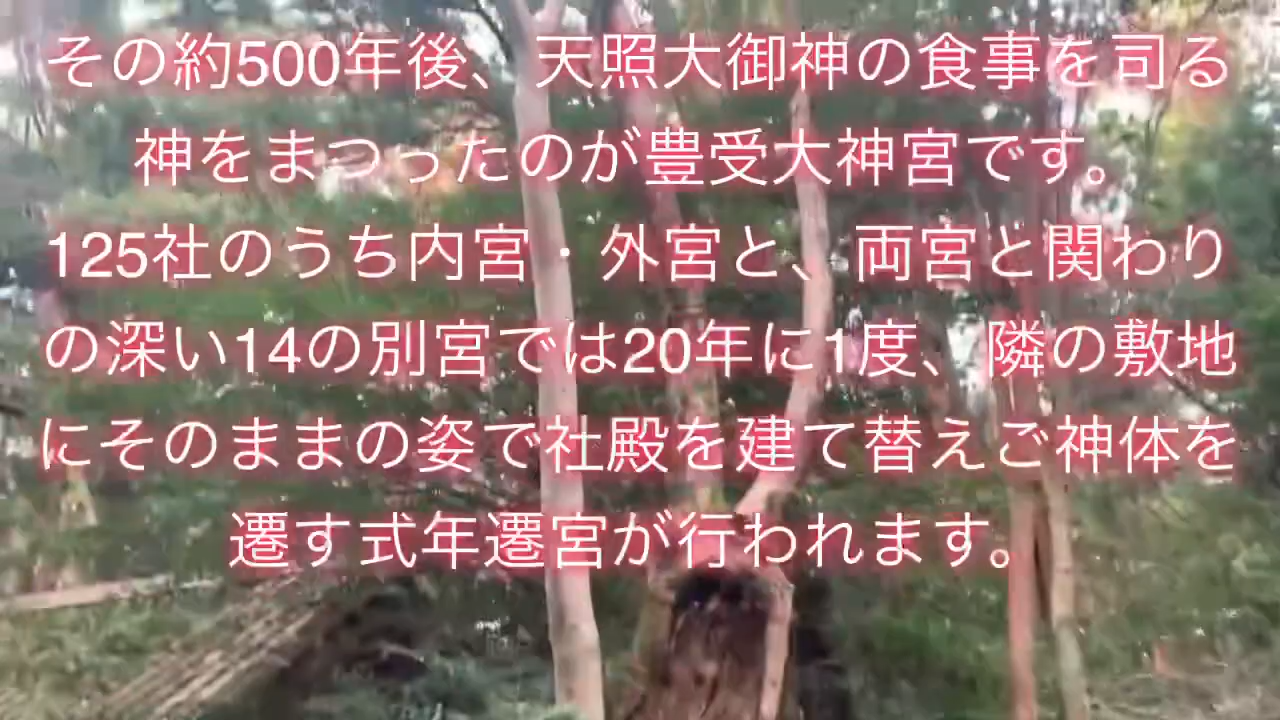 その約500年後、天照大御神の食事を司る
神をまつったのが豊受大神宮です。
125社のうち内宮・外宮と、両宮と関わり
の深い14の別宮では20年に1度、隣の敷地
にそのままの姿で社殿を建て替えご神体を
遷す式年遷宮が行われます。